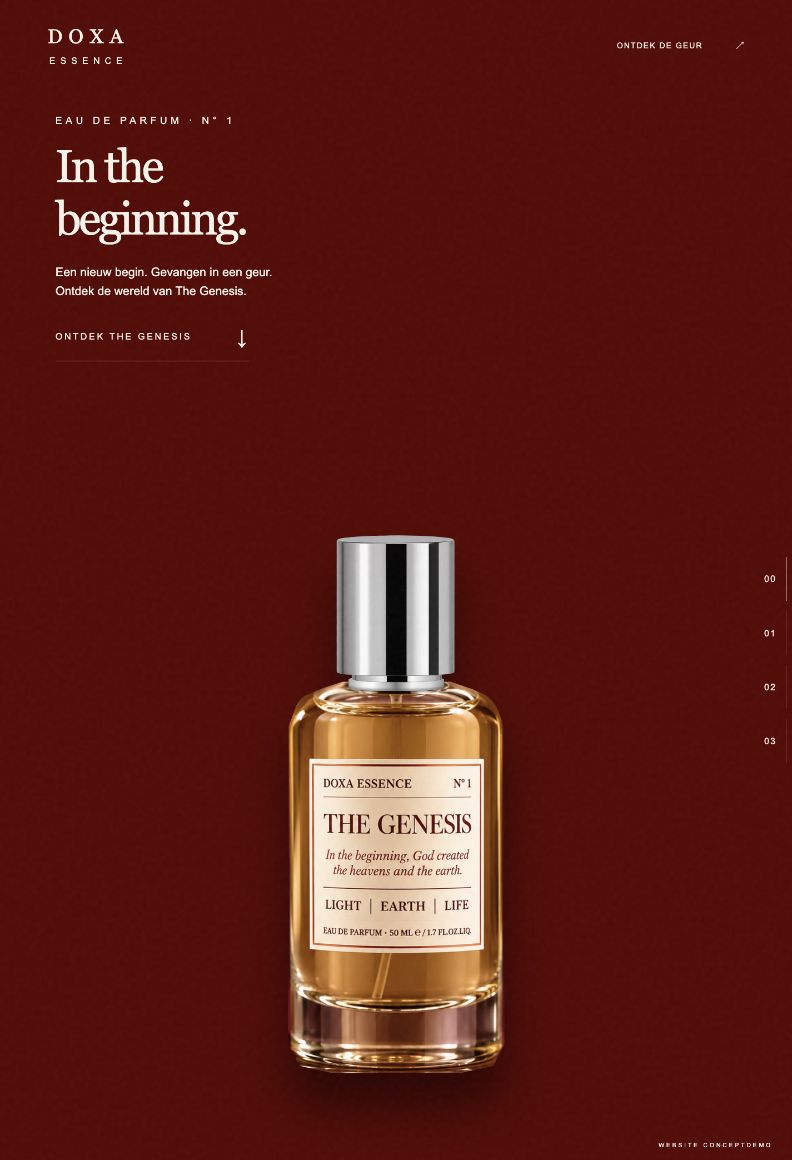 DOXA
ESSENCE
ONTDEK DE GEUR ↗
EAU DE PARFUM · N° 1
In the
beginning.
Een nieuw begin. Gevangen in een geur.
Ontdek de wereld van The Genesis.
ONTDEK THE GENESIS ↓
00
01
02
03
DOXA ESSENCE N° 1
THE GENESIS
In the beginning, God created
the heavens and the earth.
LIGHT | EARTH | LIFE
EAU DE PARFUM · 50 ML ℮ / 1.7 FL.OZ.LIQ.
WEBSITE CONCEPTDEMO